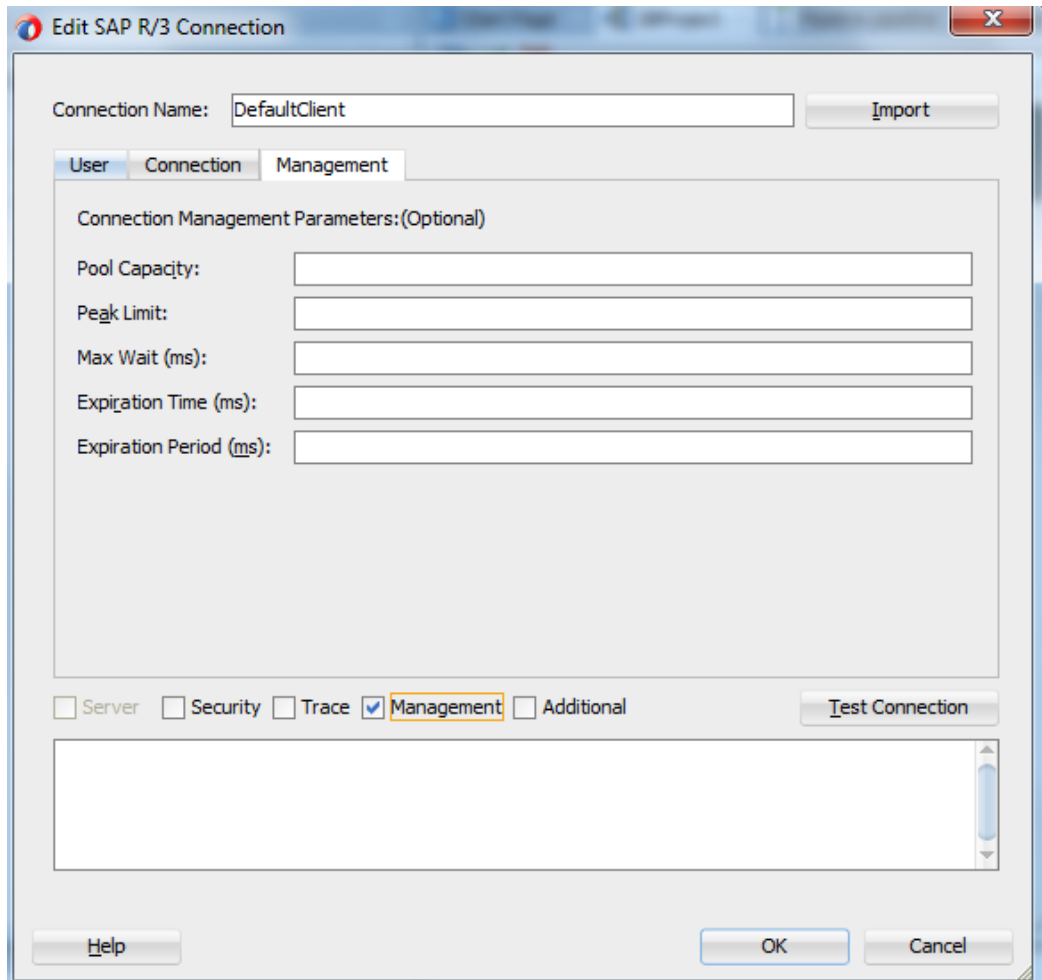 Edit SAP R/3 Connection
Connection Name: DefaultClient Import
User Connection Management
Connection Management Parameters:(Optional)
Pool Capacity:
Peak Limit:
Max Wait (ms):
Expiration Time (ms):
Expiration Period (ms):
Server Security Trace Management Additional Test Connection
Help OK Cancel